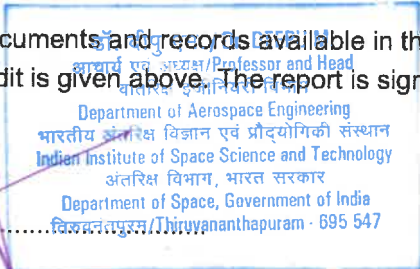 cuments and records available in th
आचार्य एवं अध्यक्ष/Professor and Head
dit is given above. The report is sign
Department of Aerospace Engineering
भारतीय अंतरिक्ष विज्ञान एवं प्रौद्योगिकी संस्थान
Indian Institute of Space Science and Technology
अंतरिक्ष विभाग, भारत सरकार
Department of Space, Government of India
तिरुवनंतपुरम/Thiruvananthapuram - 695 547